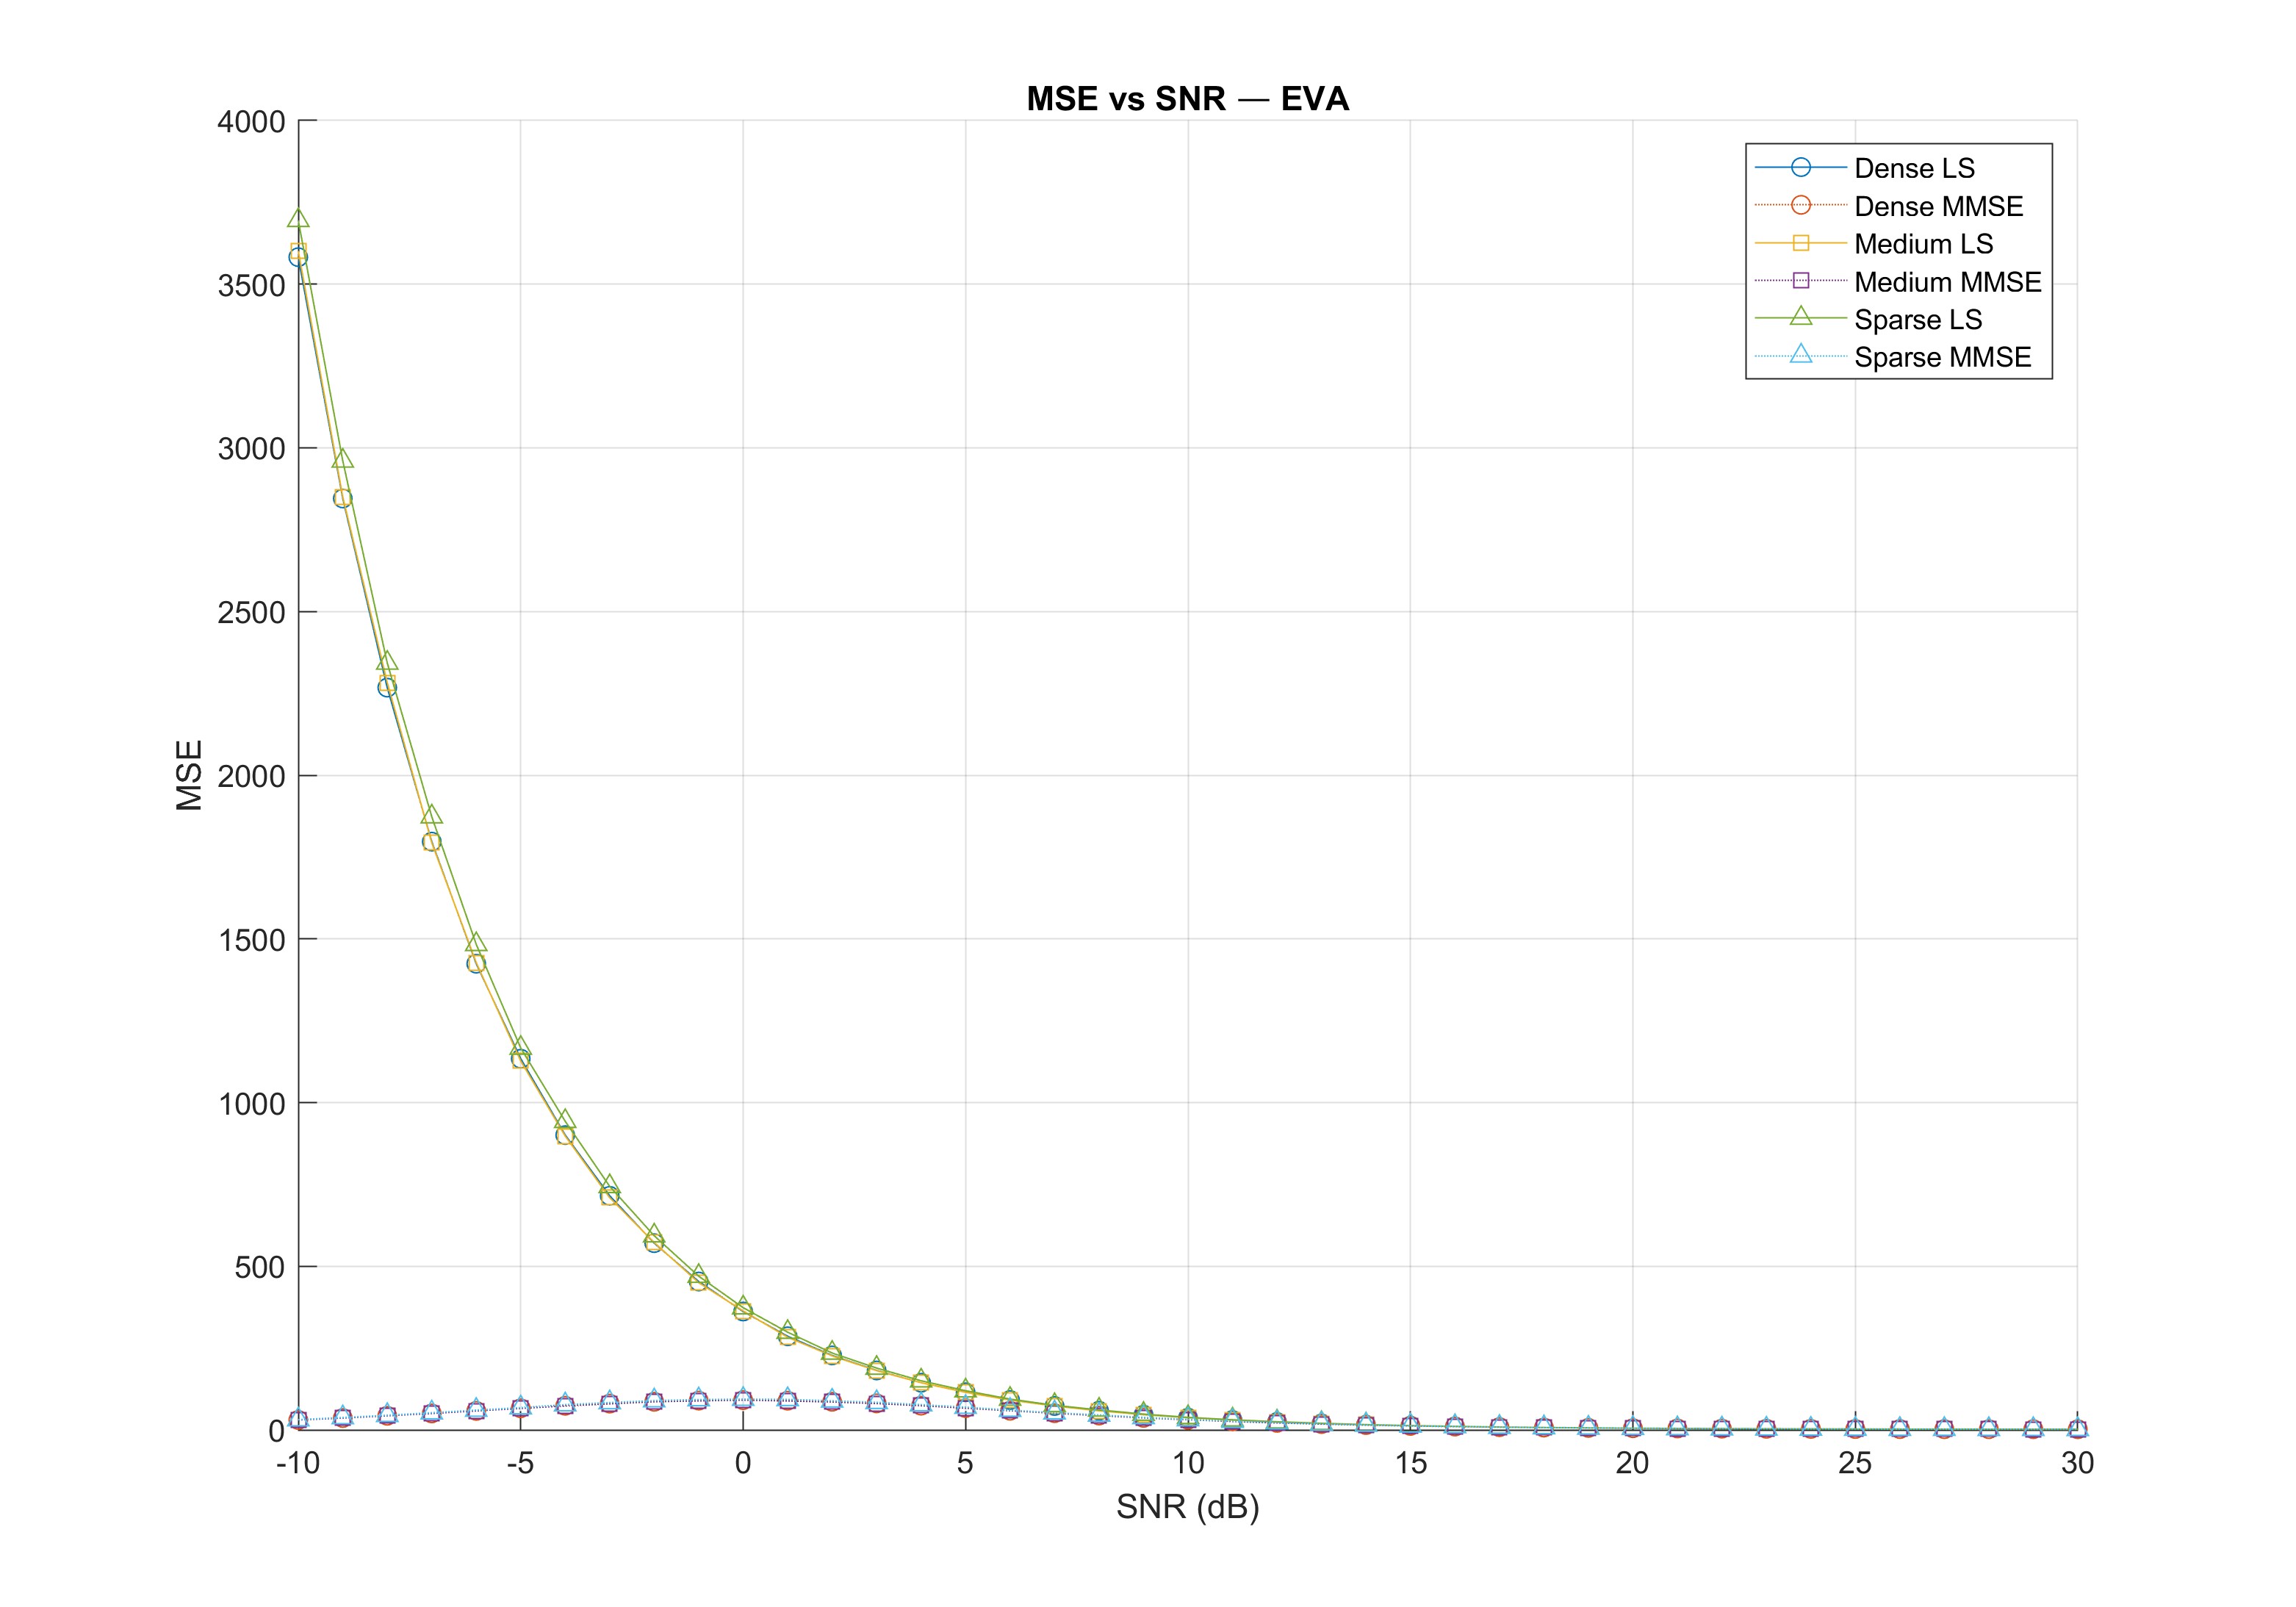 MSE vs SNR — EVA
4000
3500
3000
2500
2000
1500
1000
500
0
MSE
-10 -5 0 5 10 15 20 25 30
SNR (dB)
Dense LS
Dense MMSE
Medium LS
Medium MMSE
Sparse LS
Sparse MMSE